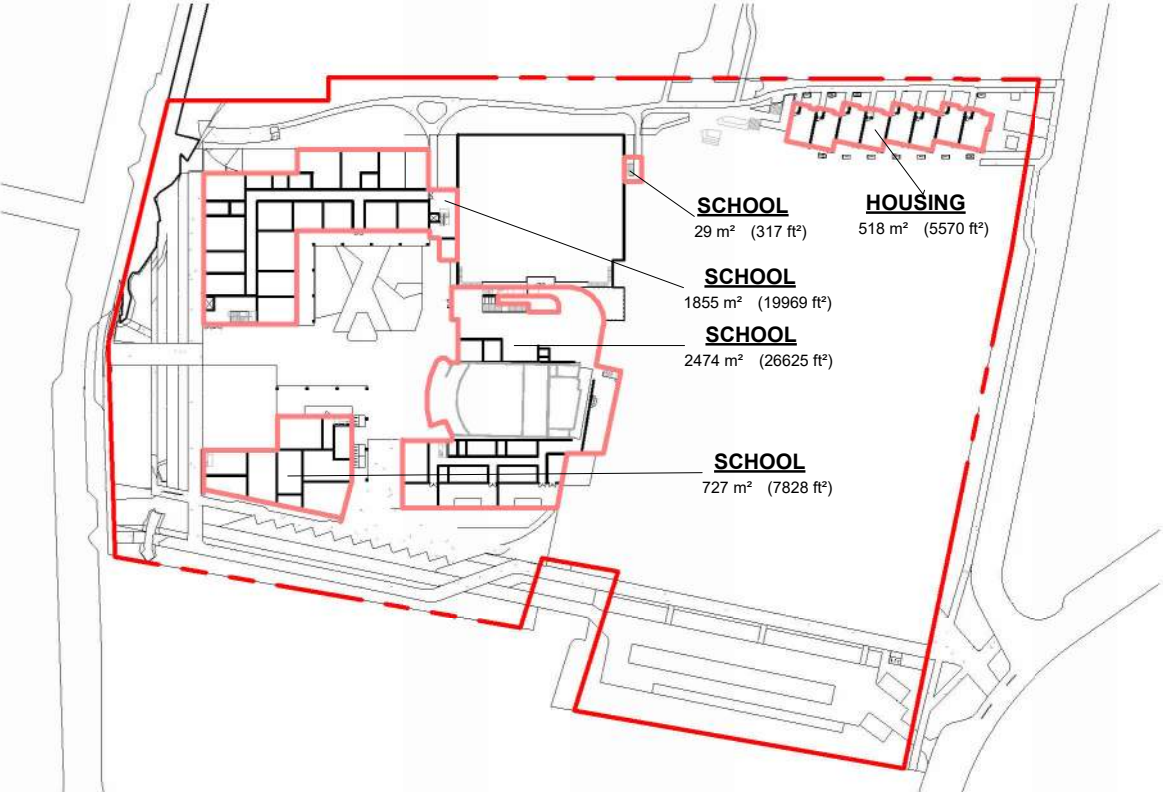 SCHOOL
29 m² (317 ft²)
HOUSING
518 m² (5570 ft²)
SCHOOL
1855 m² (19969 ft²)
SCHOOL
2474 m² (26625 ft²)
SCHOOL
727 m² (7828 ft²)